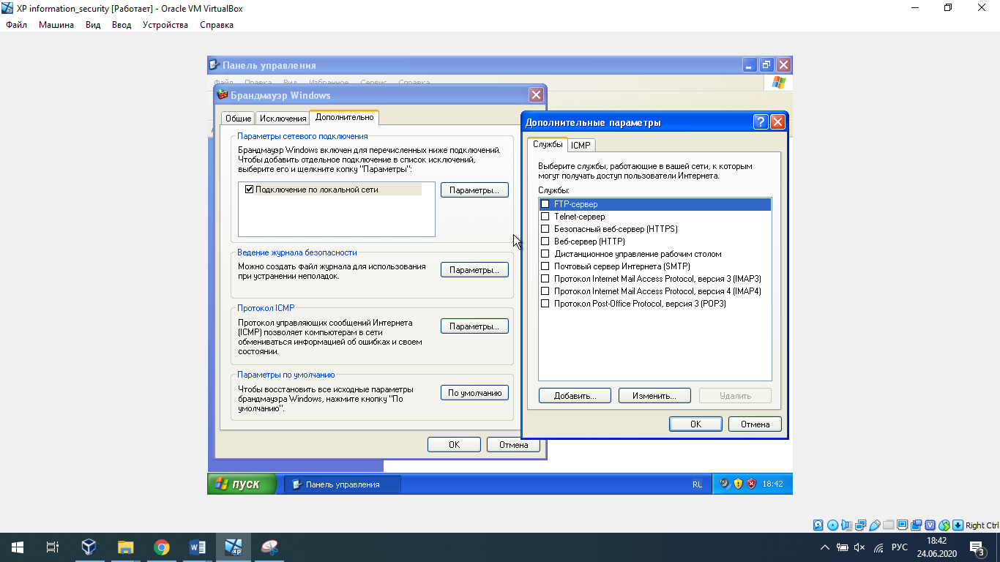 XP information_security [Работает] - Oracle VM VirtualBox
Файл Машина Вид Ввод Устройства Справка
Панель управления
Файл Правка Вид Избранное Сервис Справка
Брандмауэр Windows
Общие Исключения Дополнительно
Параметры сетевого подключения
Брандмауэр Windows включен для перечисленных ниже подключений.
Чтобы добавить отдельное подключение в список исключений,
выберите его и щелкните копку "Параметры":
Подключение по локальной сети
Параметры...
Ведение журнала безопасности
Можно создать файл журнала для использования
при устранении неполадок.
Параметры...
Протокол ICMP
Протокол управляющих сообщений Интернета
(ICMP) позволяет компьютерам в сети
обмениваться информацией об ошибках и своем
состоянии.
Параметры...
Параметры по умолчанию
Чтобы восстановить все исходные параметры
брандмауэра Windows, нажмите кнопку "По
умолчанию".
По умолчанию
OK Отмена
Дополнительные параметры
Службы ICMP
Выберите службы, работающие в вашей сети, к которым
могут получать доступ пользователи Интернета.
Службы:
FTP-сервер
Telnet-сервер
Безопасный веб-сервер (HTTPS)
Веб-сервер (HTTP)
Дистанционное управление рабочим столом
Почтовый сервер Интернета (SMTP)
Протокол Internet Mail Access Protocol, версия 3 (IMAP3)
Протокол Internet Mail Access Protocol, версия 4 (IMAP4)
Протокол Post-Office Protocol, версия 3 (POP3)
Добавить... Изменить... Удалить
OK Отмена
пуск Панель управления RL 18:42
Right Ctrl
xp
РУС
18:42
24.06.2020
3